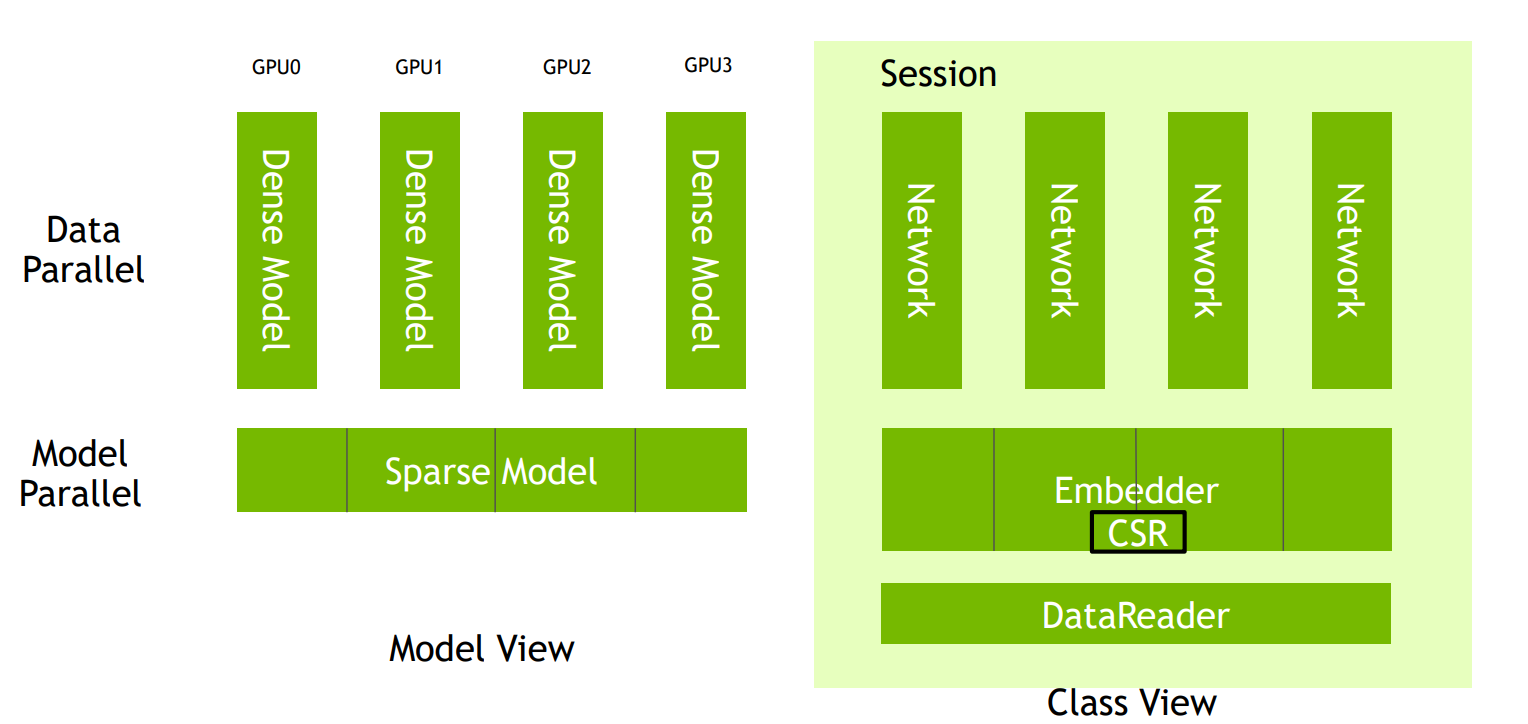 GPU0
GPU1
GPU2
GPU3
Data
Parallel
Dense Model
Dense Model
Dense Model
Dense Model
Model
Parallel
Sparse Model
Model View
Session
Network
Network
Network
Network
Embedder
CSR
DataReader
Class View